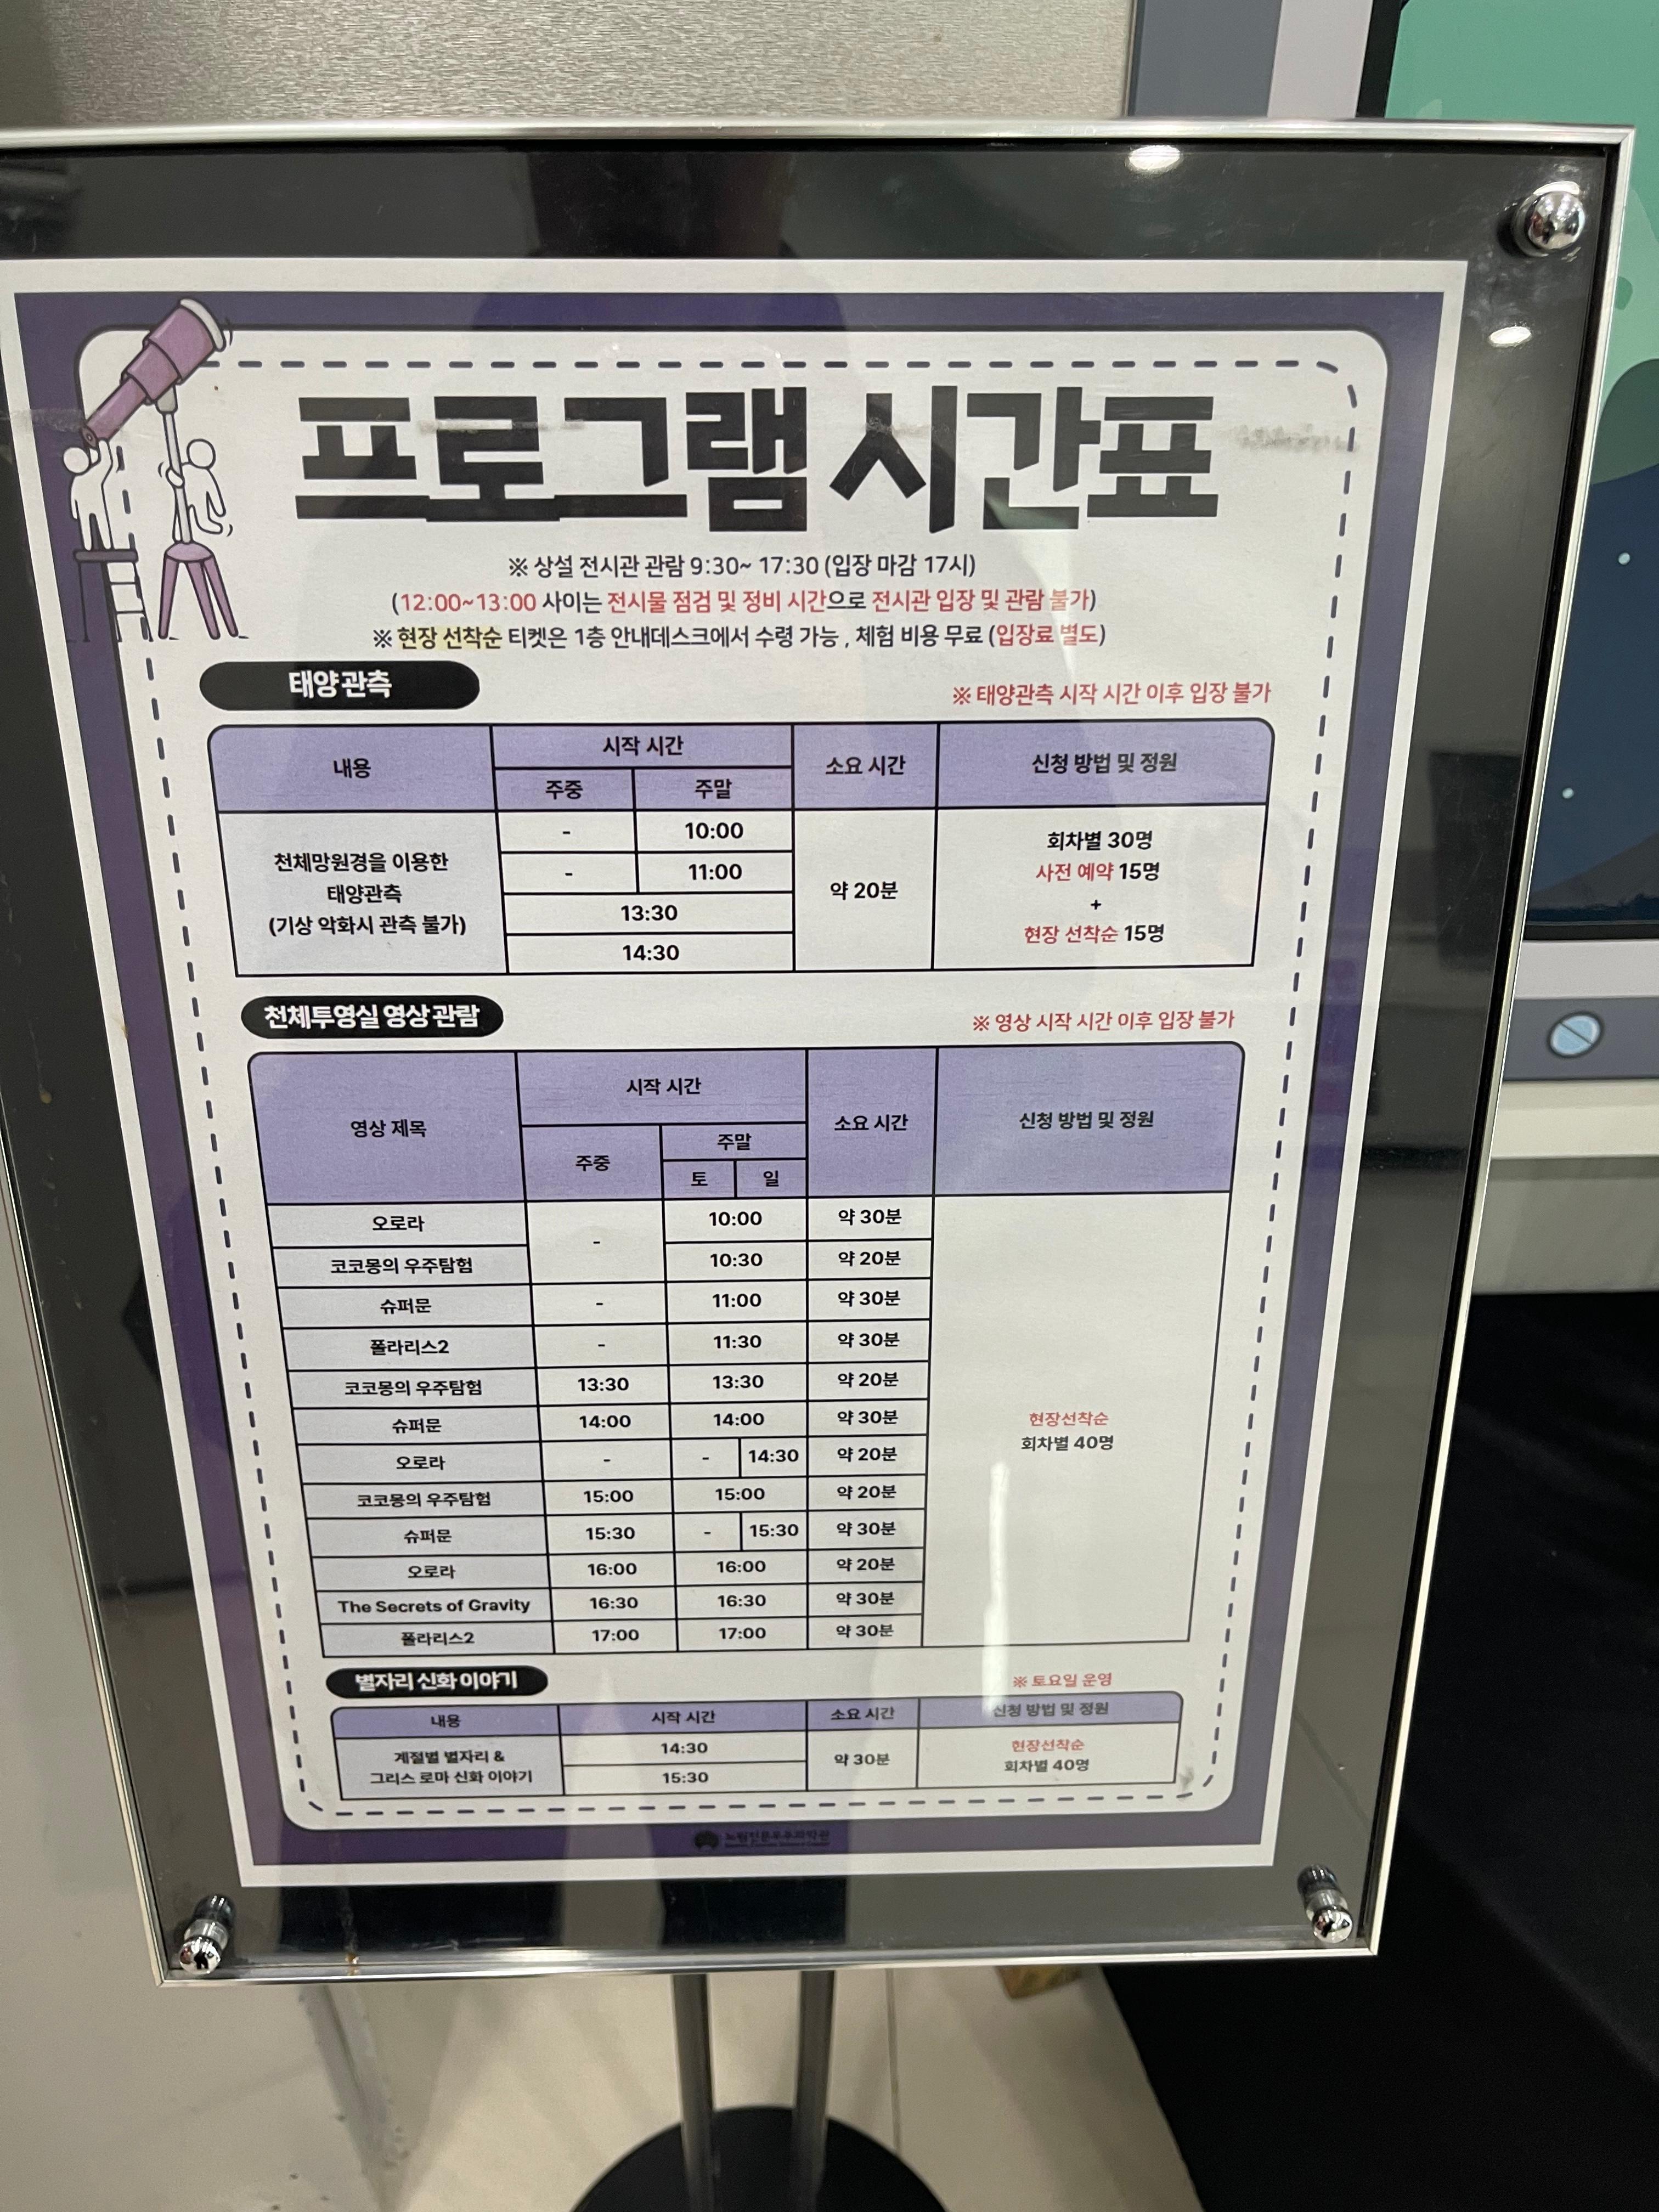 프로그램 시간표
※ 상설 전시관 관람 9:30~ 17:30 (입장 마감 17시)
(12:00~13:00 사이는 전시물 점검 및 정비 시간으로 전시관 입장 및 관람 불가)
※ 현장 선착순 티켓은 1층 안내데스크에서 수령 가능 , 체험 비용 무료 (입장료 별도)
태양관측
※ 태양관측 시작 시간 이후 입장 불가
내용 시작 시간 소요 시간 신청 방법 및 정원
주중 주말
천체망원경을 이용한
태양관측
(기상 악화시 관측 불가)
- 10:00
- 11:00
13:30
14:30
약 20분
회차별 30명
사전 예약 15명
+
현장 선착순 15명
천체투영실 영상관람
※ 영상 시작 시간 이후 입장 불가
영상 제목 시작 시간 소요 시간 신청 방법 및 정원
주중 주말
토 일
오로라 - 10:00 약 30분
코코몽의 우주탐험 10:30 약 20분
슈퍼문 - 11:00 약 30분
폴라리스2 - 11:30 약 30분
코코몽의 우주탐험 13:30 13:30 약 20분
슈퍼문 14:00 14:00 약 30분
오로라 - - 14:30 약 20분
코코몽의 우주탐험 15:00 15:00 약 20분
슈퍼문 15:30 - 15:30 약 30분
오로라 16:00 16:00 약 20분
The Secrets of Gravity 16:30 16:30 약 30분
폴라리스2 17:00 17:00 약 30분
현장선착순
회차별 40명
별자리 신화 이야기
※ 토요일 운영
내용 시작 시간 소요 시간 신청 방법 및 정원
계절별 별자리 &
그리스 로마 신화 이야기
14:30
15:30
약 30분
현장선착순
회차별 40명